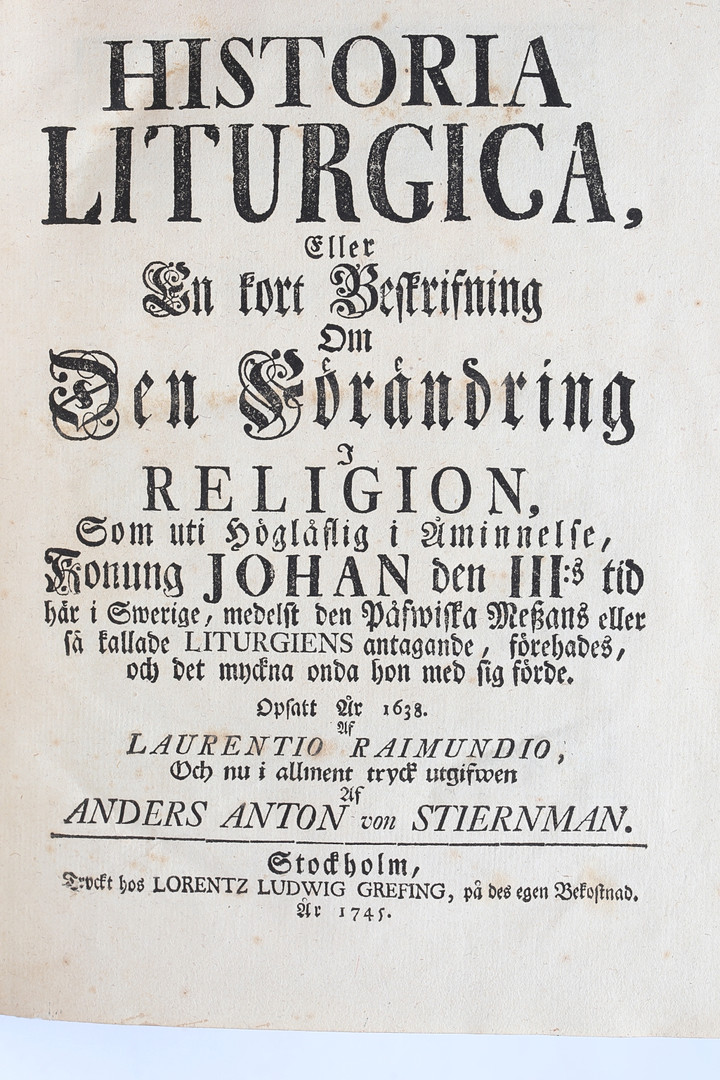 HISTORIA
LITURGICA,
Eller
En kort Beskrifning
Om
Den Förändring
I
RELIGION,
Som uti Höglåflig i Åminnelse,
Konung JOHAN den III:s tid
här i Swerige, medelst den Påfwiska Meßans eller
så kallade LITURGIENS antagande, förehades,
och det myckna onda hon med sig förde.
Opsatt År 1638.
Af
LAURENTIO RAIMUNDIO,
Och nu i allment tryck utgifwen
Af
ANDERS ANTON von STIERNMAN.
Stockholm,
Tryckt hos LORENTZ LUDWIG GREFING, på des egen Bekostnad.
År 1745.